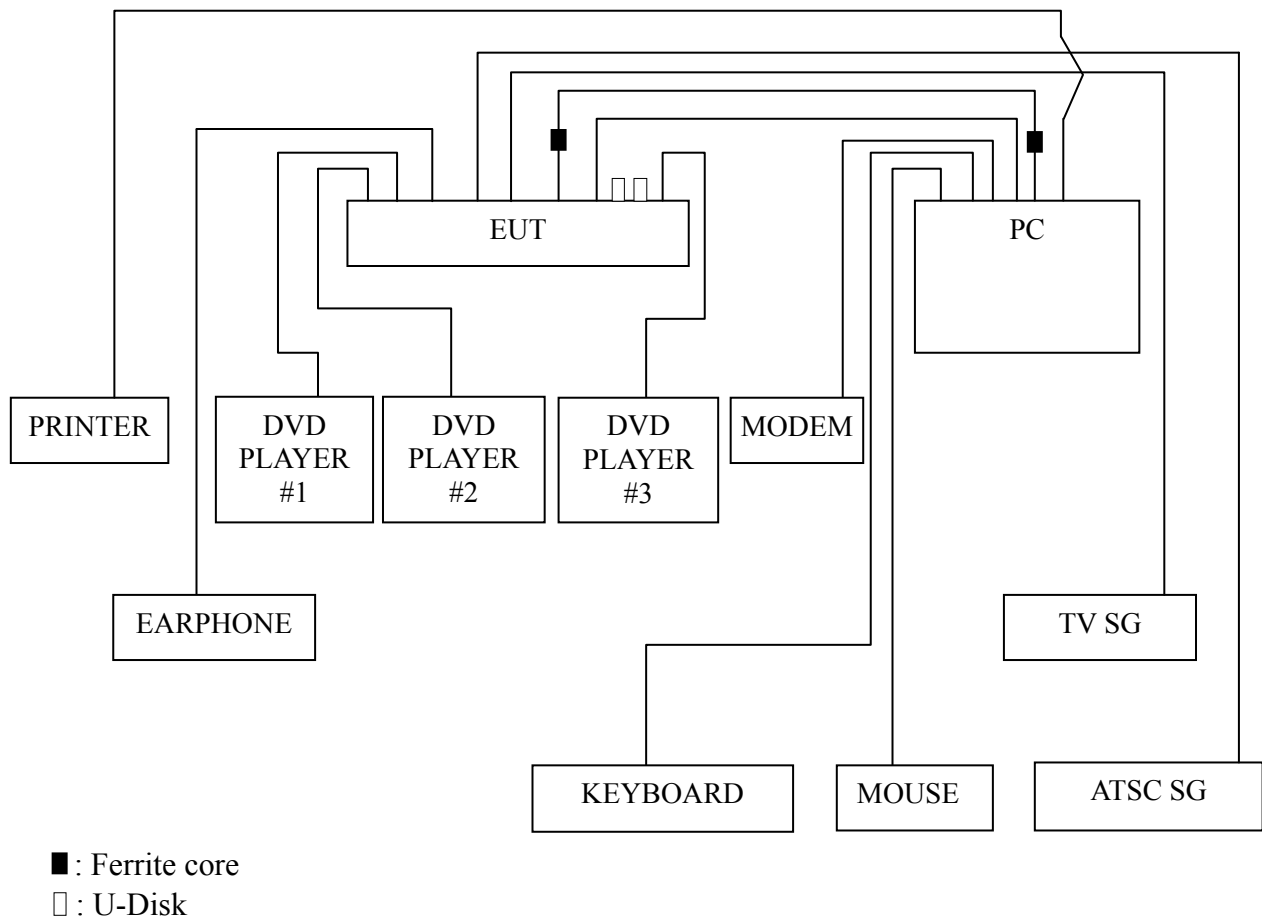 EUT
PC
PRINTER
DVD
PLAYER
#1
DVD
PLAYER
#2
DVD
PLAYER
#3
MODEM
EARPHONE
TV SG
KEYBOARD
MOUSE
ATSC SG
: Ferrite core
: U-Disk